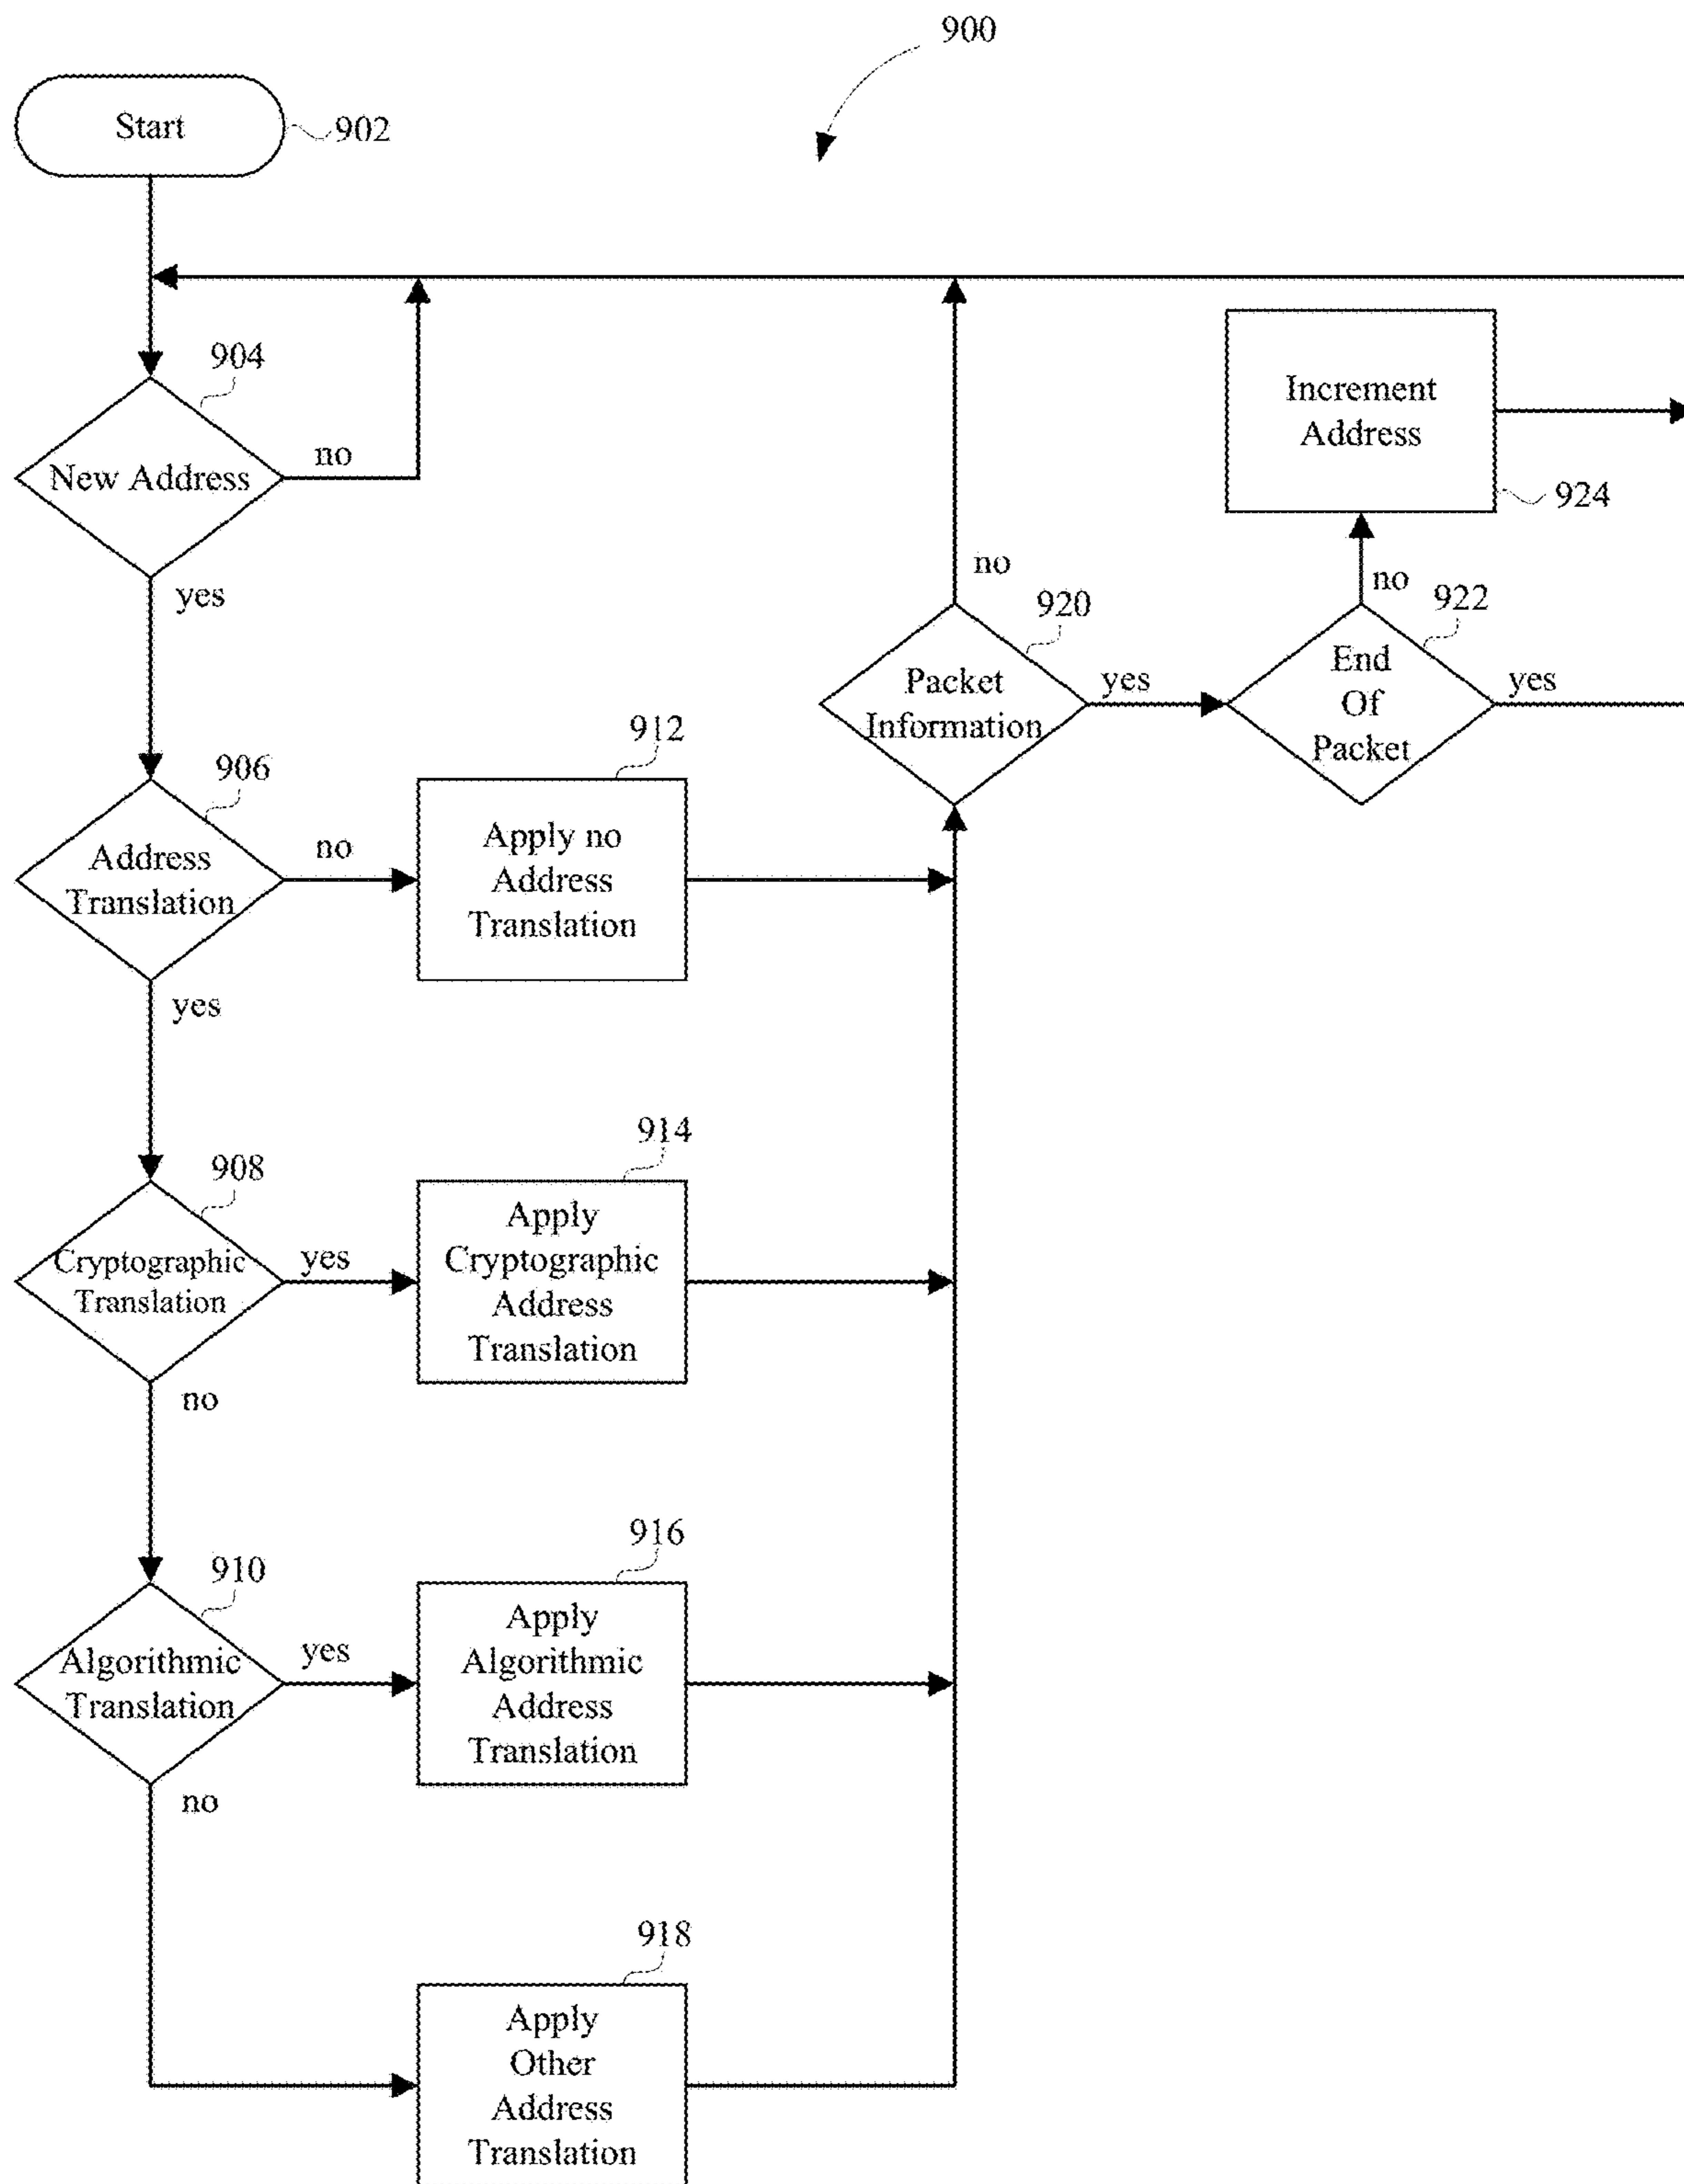 900
Start
902
904
New Address
no
yes
Increment
Address
924
no
920
Packet
Information
yes
no
922
End
Of
Packet
yes
906
Address
Translation
no
yes
912
Apply no
Address
Translation
908
Cryptographic
Translation
yes
no
914
Apply
Cryptographic
Address
Translation
910
Algorithmic
Translation
yes
no
916
Apply
Algorithmic
Address
Translation
918
Apply
Other
Address
Translation